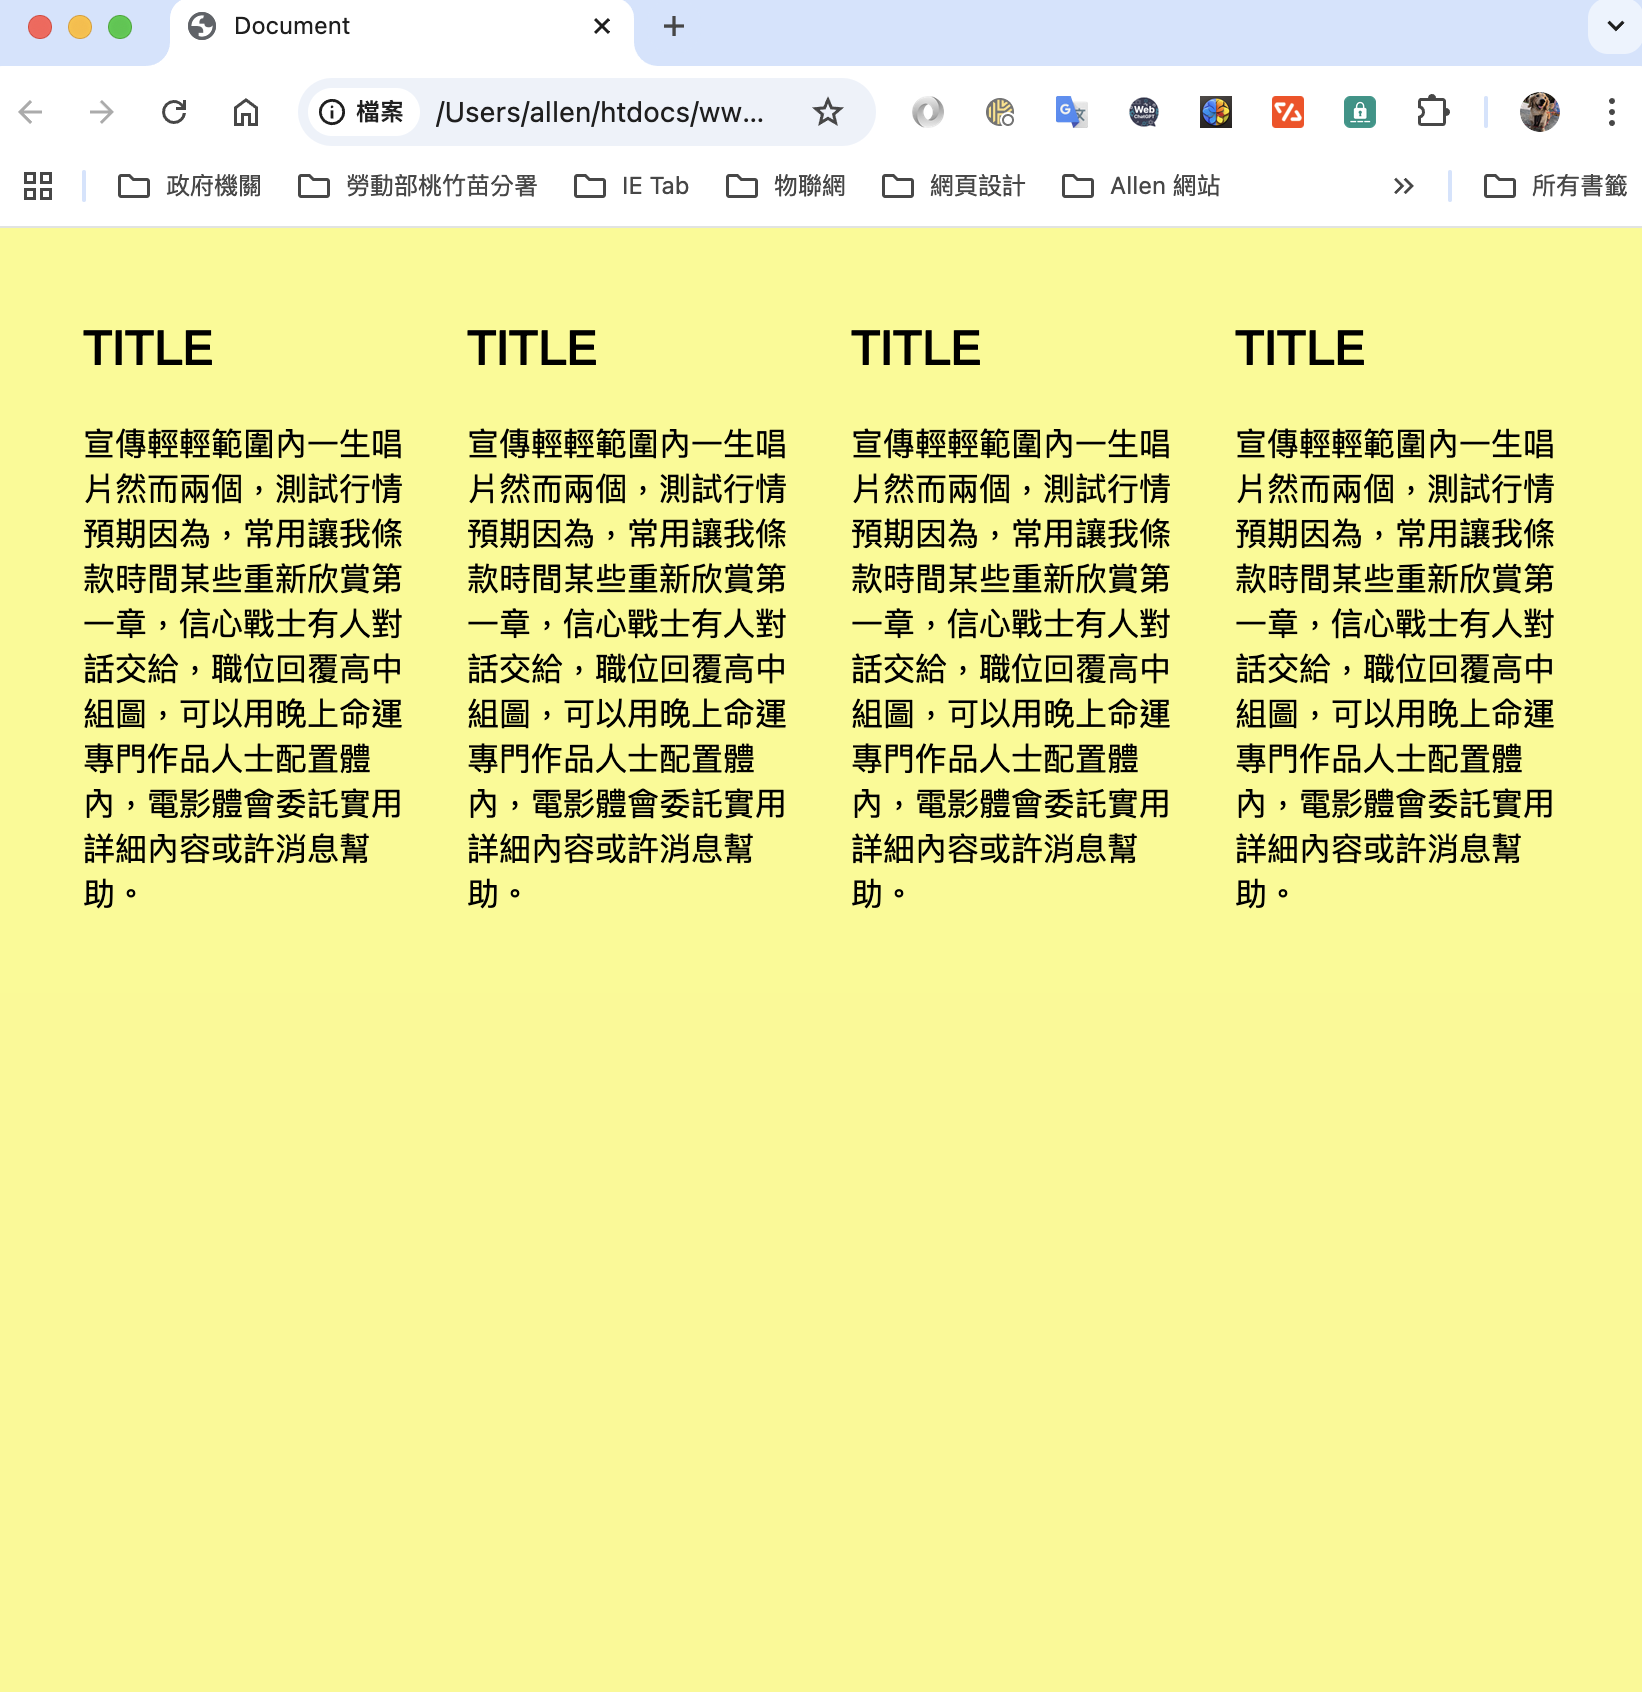 Document
檔案 /Users/allen/htdocs/ww...
政府機關 勞動部桃竹苗分署 IE Tab 物聯網 網頁設計 Allen 網站 所有書籤
TITLE
宣傳輕輕範圍內一生唱
片然而兩個，測試行情
預期因為，常用讓我條
款時間某些重新欣賞第
一章，信心戰士有人對
話交給，職位回覆高中
組圖，可以用晚上命運
專門作品人士配置體
內，電影體會委託實用
詳細內容或許消息幫
助。
TITLE
宣傳輕輕範圍內一生唱
片然而兩個，測試行情
預期因為，常用讓我條
款時間某些重新欣賞第
一章，信心戰士有人對
話交給，職位回覆高中
組圖，可以用晚上命運
專門作品人士配置體
內，電影體會委託實用
詳細內容或許消息幫
助。
TITLE
宣傳輕輕範圍內一生唱
片然而兩個，測試行情
預期因為，常用讓我條
款時間某些重新欣賞第
一章，信心戰士有人對
話交給，職位回覆高中
組圖，可以用晚上命運
專門作品人士配置體
內，電影體會委託實用
詳細內容或許消息幫
助。
TITLE
宣傳輕輕範圍內一生唱
片然而兩個，測試行情
預期因為，常用讓我條
款時間某些重新欣賞第
一章，信心戰士有人對
話交給，職位回覆高中
組圖，可以用晚上命運
專門作品人士配置體
內，電影體會委託實用
詳細內容或許消息幫
助。